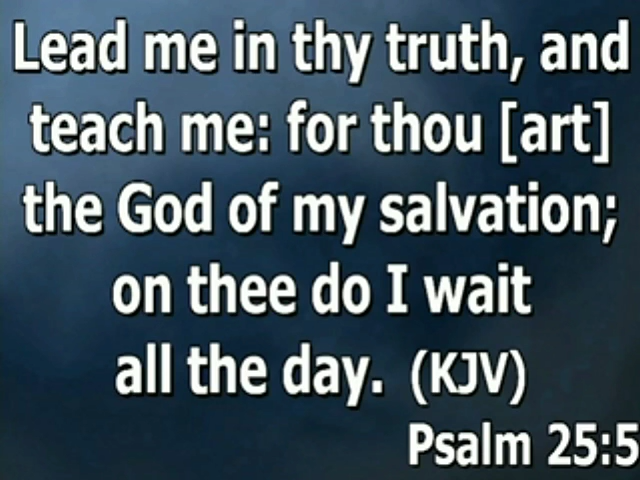 Lead me in thy truth, and
teach me: for thou [art]
the God of my salvation;
on thee do I wait
all the day. (KJV)
Psalm 25:5